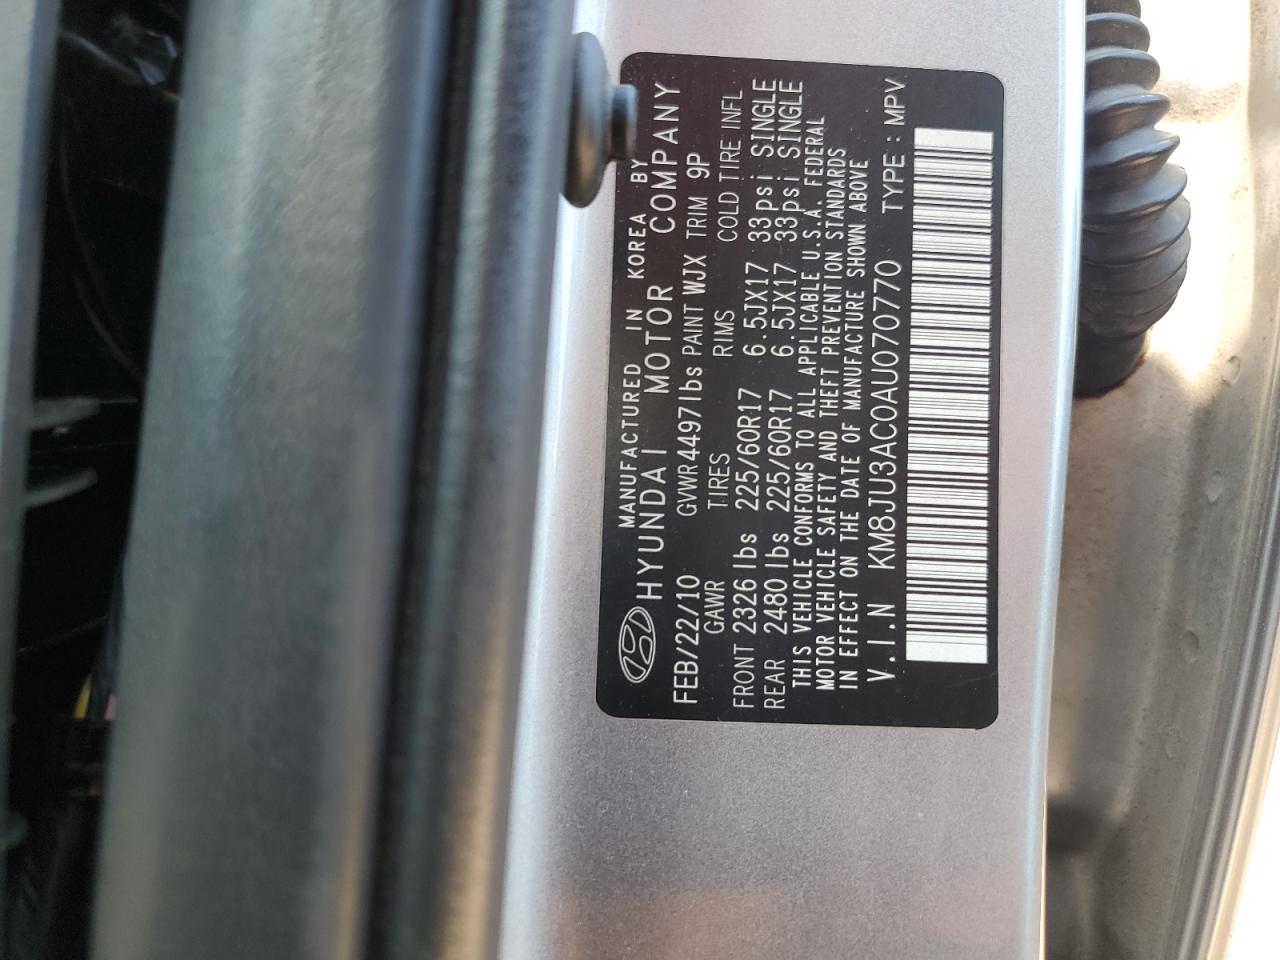 MANUFACTURED IN KOREA BY
HYUNDAI MOTOR COMPANY
FEB/22/10 GVWR 4497 lbs PAINT WJX TRIM 9P
GAWR TIRES RIMS COLD TIRE INFL
FRONT 2326 lbs 225/60R17 6.5JX17 33psi SINGLE
REAR 2480 lbs 225/60R17 6.5JX17 33psi SINGLE
THIS VEHICLE CONFORMS TO ALL APPLICABLE U.S.A. FEDERAL
MOTOR VEHICLE SAFETY AND THEFT PREVENTION STANDARDS
IN EFFECT ON THE DATE OF MANUFACTURE SHOWN ABOVE
V.I.N KM8JU3AC0AU070770 TYPE : MPV